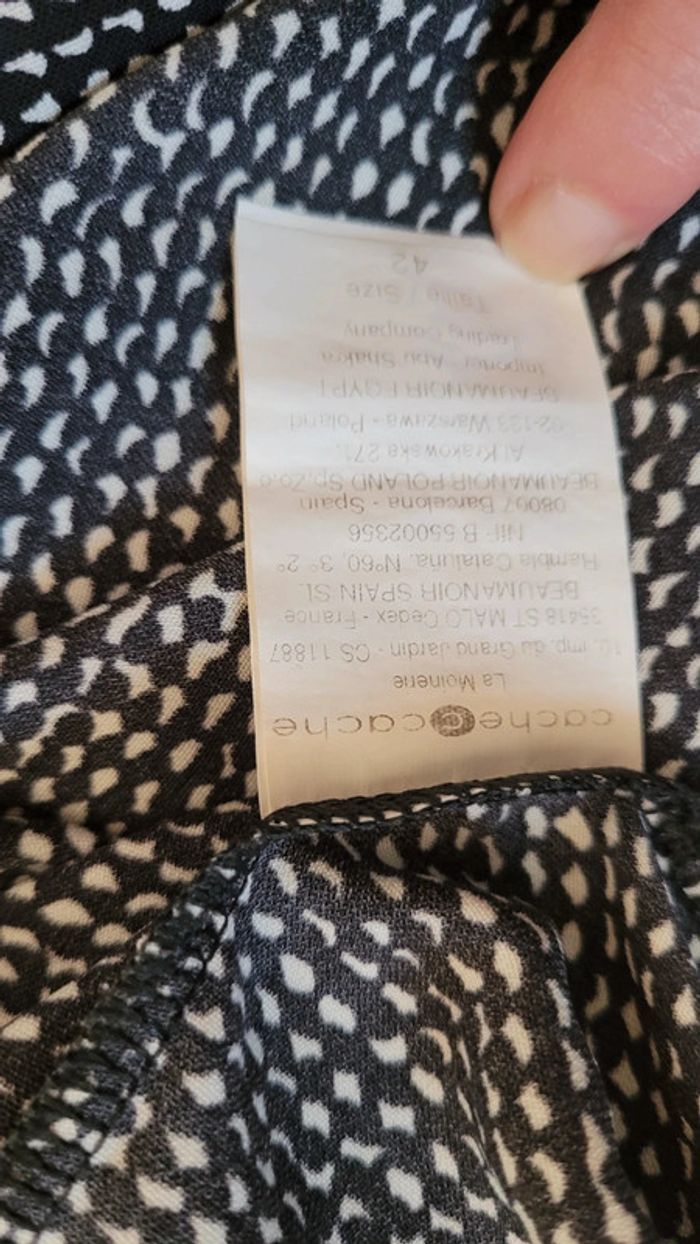 cache@cache
La Moinerie
imp. du Grand Jardin - CS 11887
35418 ST MALO Cedex - France
BEAUMANOIR SPAIN SL
Rambla Cataluna. N°60, 3° 2°
NIF B 55002356
08007 Barcelona - Spain
BEAUMANOIR POLAND Sp.Zo.o
Al.Krakowska 271,
02-133 Warszawa - Poland
BEAUMANOIR EGYPT
Importer - Abu Shakra
Trading Company
Taille / Size
42